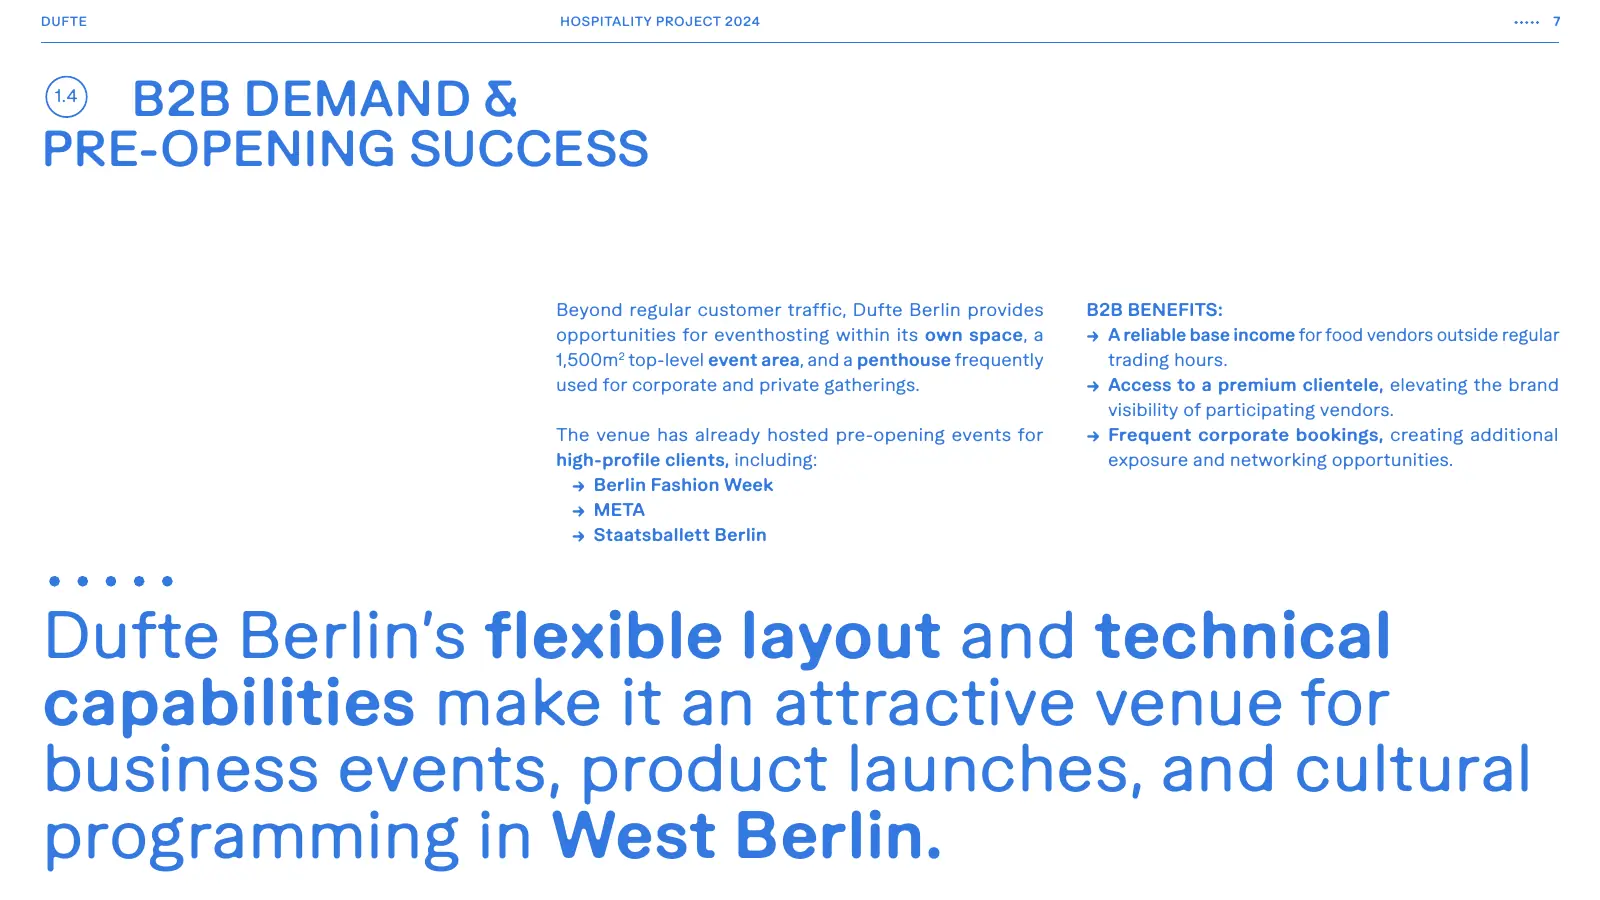 DUFTE
HOSPITALITY PROJECT 2024
••••• 7
1.4 B2B DEMAND &
PRE-OPENING SUCCESS
Beyond regular customer traffic, Dufte Berlin provides
opportunities for eventhosting within its own space, a
1,500m² top-level event area, and a penthouse frequently
used for corporate and private gatherings.
The venue has already hosted pre-opening events for
high-profile clients, including:
→ Berlin Fashion Week
→ META
→ Staatsballett Berlin
B2B BENEFITS:
→ A reliable base income for food vendors outside regular
trading hours.
→ Access to a premium clientele, elevating the brand
visibility of participating vendors.
→ Frequent corporate bookings, creating additional
exposure and networking opportunities.
•••••
Dufte Berlin's flexible layout and technical
capabilities make it an attractive venue for
business events, product launches, and cultural
programming in West Berlin.